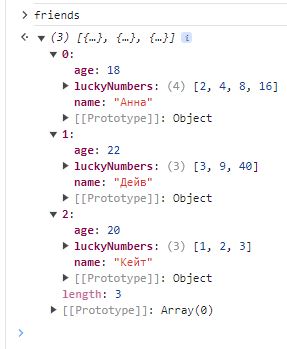 > friends
(3) [{…}, {…}, {…}] i
0:
age: 18
luckyNumbers: (4) [2, 4, 8, 16]
name: "Анна"
[[Prototype]]: Object
1:
age: 22
luckyNumbers: (3) [3, 9, 40]
name: "Дейв"
[[Prototype]]: Object
2:
age: 20
luckyNumbers: (3) [1, 2, 3]
name: "Кейт"
[[Prototype]]: Object
length: 3
[[Prototype]]: Array(0)
>